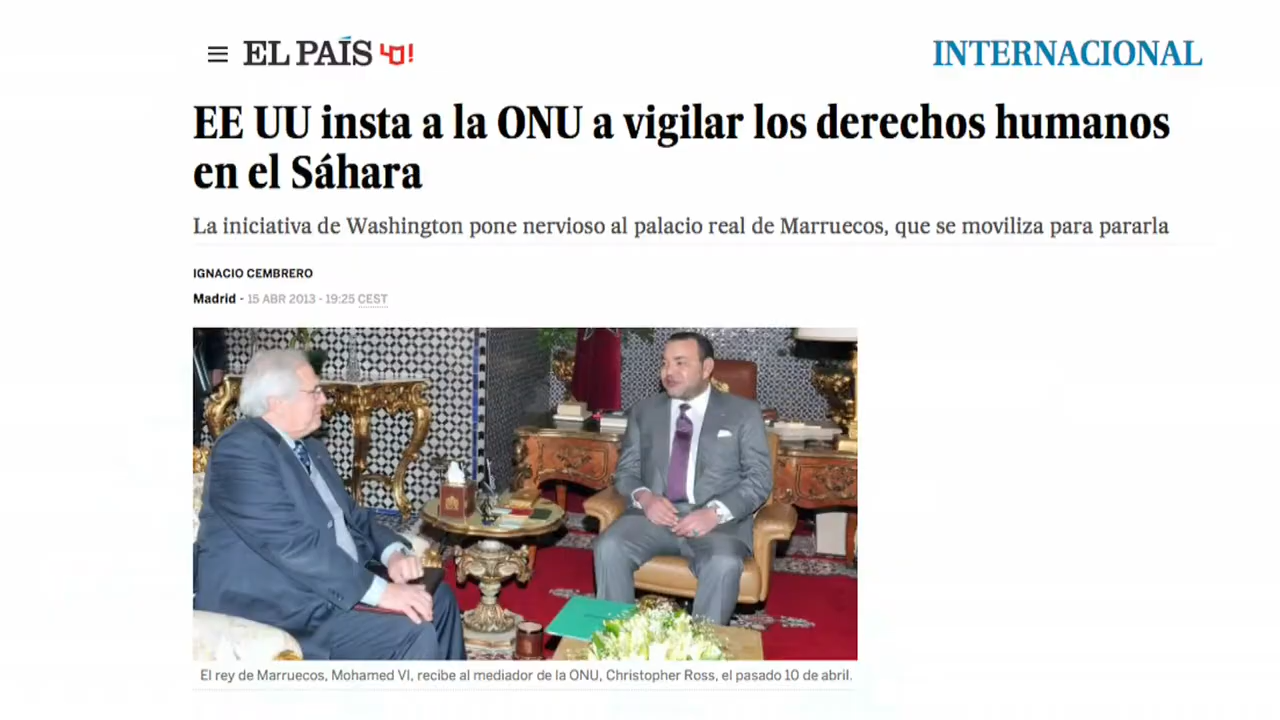 EL PAÍS 40!
INTERNACIONAL
EE UU insta a la ONU a vigilar los derechos humanos
en el Sáhara
La iniciativa de Washington pone nervioso al palacio real de Marruecos, que se moviliza para pararla
IGNACIO CEMBRERO
Madrid - 15 ABR 2013 - 19:25 CEST
El rey de Marruecos, Mohamed VI, recibe al mediador de la ONU, Christopher Ross, el pasado 10 de abril.